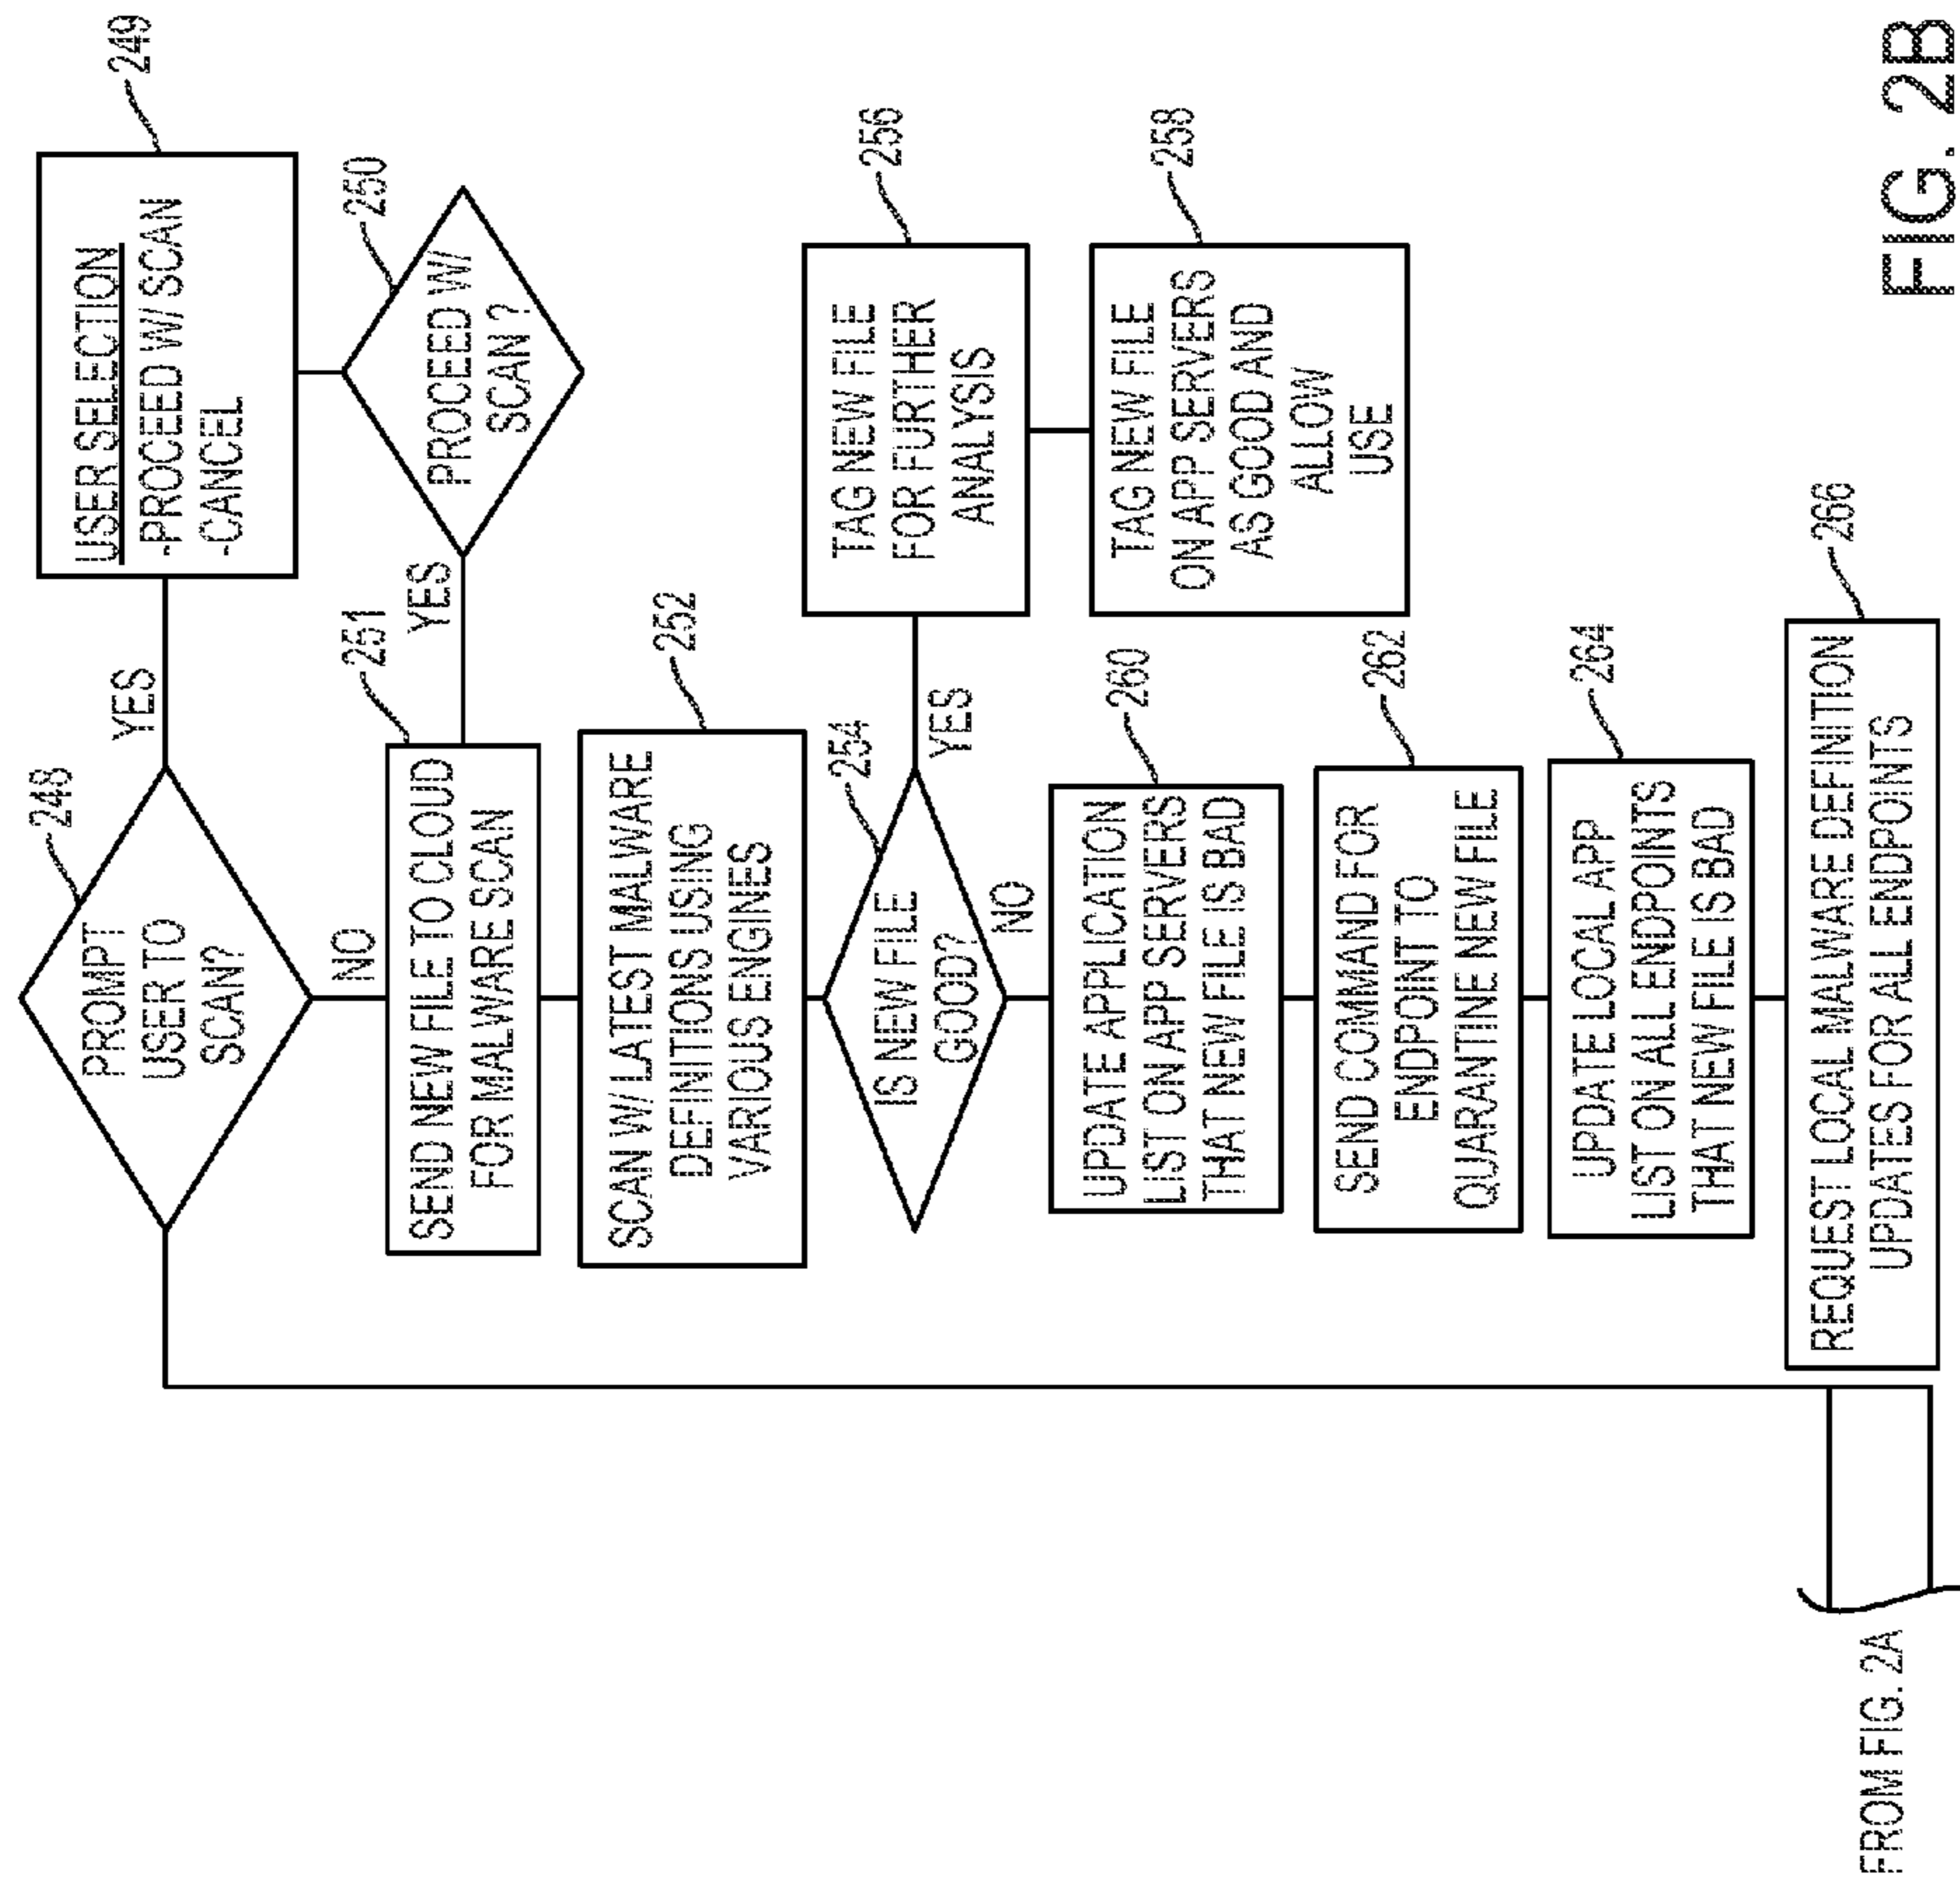 248
PROMPT
USER TO
SCAN?
YES
NO
249
USER SELECTION
-PROCEED W/ SCAN
-CANCEL
250
PROCEED W/
SCAN ?
YES
251
SEND NEW FILE TO CLOUD
FOR MALWARE SCAN
252
SCAN W/ LATEST MALWARE
DEFINITIONS USING
VARIOUS ENGINES
254
IS NEW FILE
GOOD?
YES
NO
256
TAG NEW FILE
FOR FURTHER
ANALYSIS
258
TAG NEW FILE
ON APP SERVERS
AS GOOD AND
ALLOW
USE
260
UPDATE APPLICATION
LIST ON APP SERVERS
THAT NEW FILE IS BAD
262
SEND COMMAND FOR
ENDPOINT TO
QUARANTINE NEW FILE
264
UPDATE LOCAL APP
LIST ON ALL ENDPOINTS
THAT NEW FILE IS BAD
266
REQUEST LOCAL MALWARE DEFINITION
UPDATES FOR ALL ENDPOINTS
FROM FIG. 2A
FIG. 2B